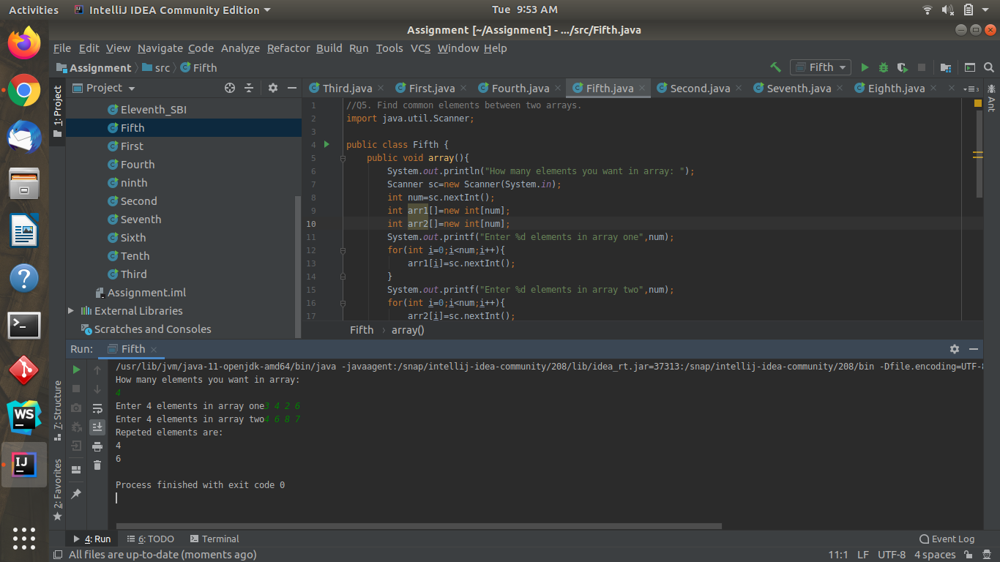 Activities IntelliJ IDEA Community Edition Tue 9:53 AM
Assignment [~/Assignment] - .../src/Fifth.java
File Edit View Navigate Code Analyze Refactor Build Run Tools VCS Window Help
Assignment src Fifth Fifth
1: Project
Project
Third.java First.java Fourth.java Fifth.java Second.java Seventh.java Eighth.java
Ant
Eleventh_SBI
Fifth
First
Fourth
ninth
Second
Seventh
Sixth
Tenth
Third
Assignment.iml
External Libraries
Scratches and Consoles
1 //Q5. Find common elements between two arrays.
2 import java.util.Scanner;
3
4 public class Fifth {
5 public void array(){
6 System.out.println("How many elements you want in array: ");
7 Scanner sc=new Scanner(System.in);
8 int num=sc.nextInt();
9 int arr1[]=new int[num];
10 int arr2[]=new int[num];
11 System.out.printf("Enter %d elements in array one",num);
12 for(int i=0;i<num;i++){
13 arr1[i]=sc.nextInt();
14 }
15 System.out.printf("Enter %d elements in array two",num);
16 for(int i=0;i<num;i++){
17 arr2[i]=sc.nextInt();
Fifth › array()
Run: Fifth
/usr/lib/jvm/java-11-openjdk-amd64/bin/java -javaagent:/snap/intellij-idea-community/208/lib/idea_rt.jar=37313:/snap/intellij-idea-community/208/bin -Dfile.encoding=UTF-8
How many elements you want in array:
4
Enter 4 elements in array one3 4 2 6
Enter 4 elements in array two4 6 8 7
Repeted elements are:
4
6
Process finished with exit code 0
7: Structure
2: Favorites
WS
IJ
4: Run 6: TODO Terminal Event Log
All files are up-to-date (moments ago) 11:1 LF UTF-8 4 spaces